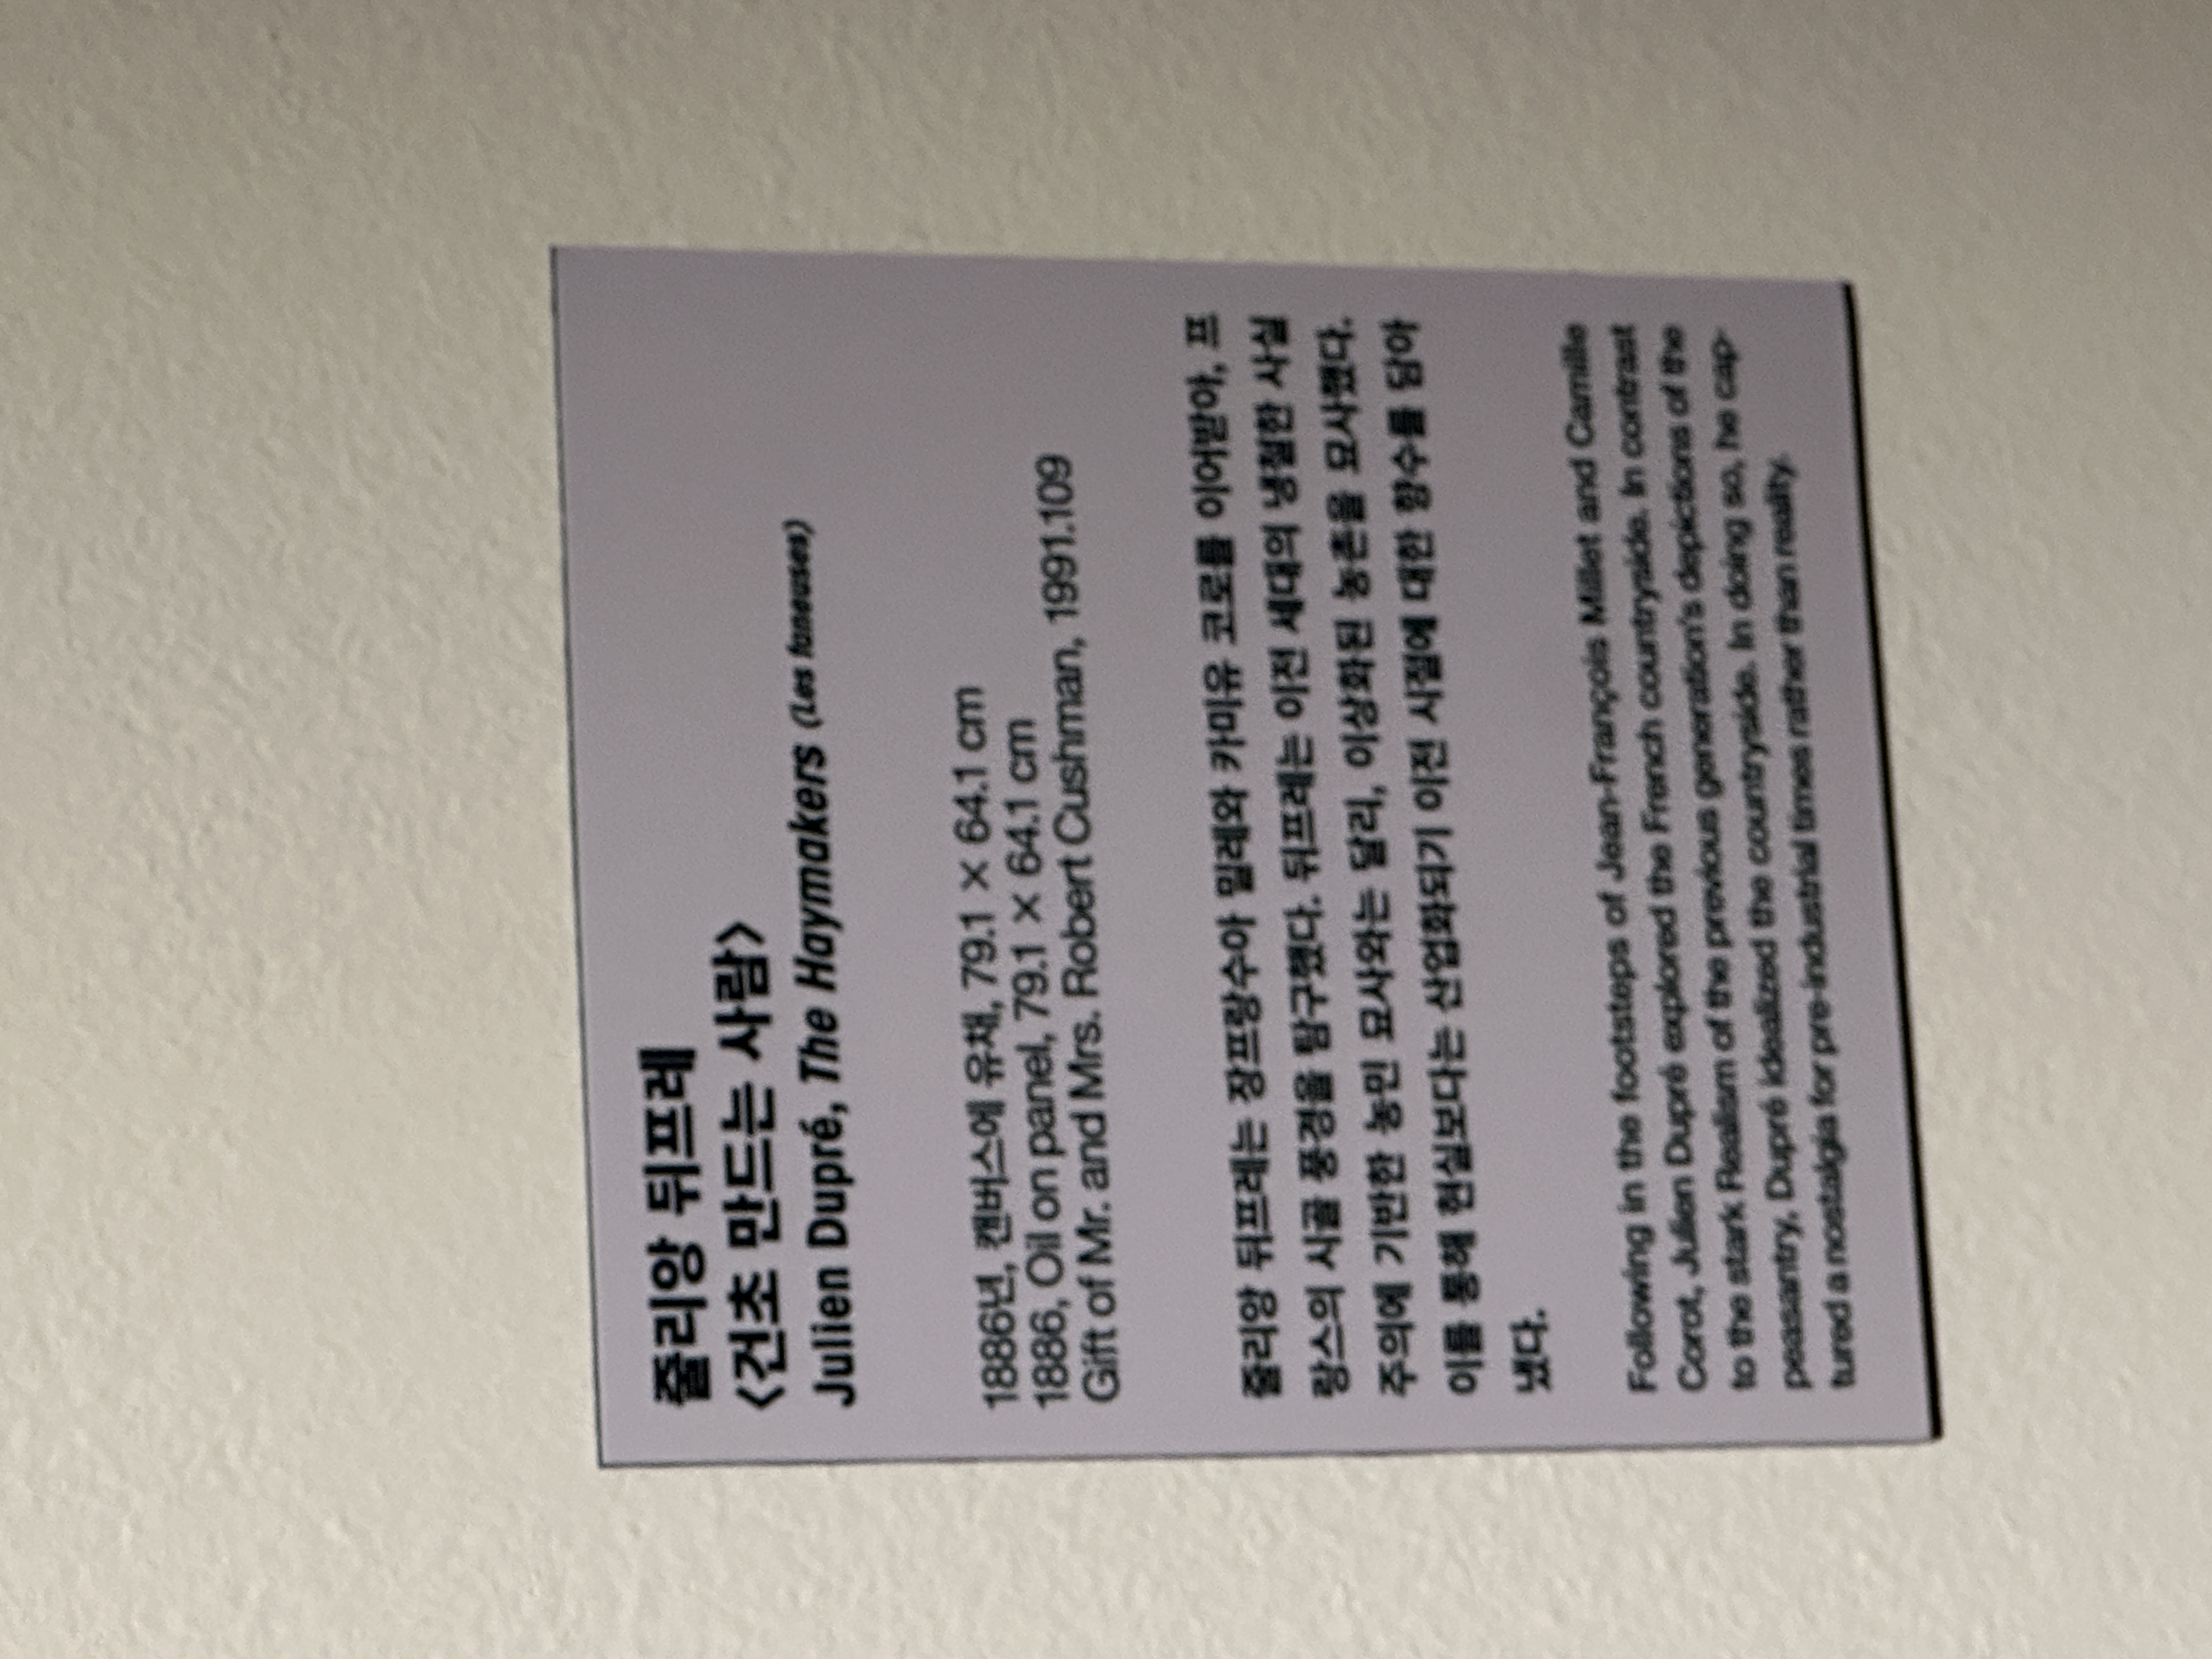 쥴리앙 뒤프레
<건초 만드는 사람>
Julien Dupré, The Haymakers (Les faneuses)
1886년, 캔버스에 유채, 79.1 × 64.1 cm
1886, Oil on panel, 79.1 × 64.1 cm
Gift of Mr. and Mrs. Robert Cushman, 1991.109
쥴리앙 뒤프레는 장프랑수아 밀레와 카미유 코로를 이어받아, 프
랑스의 시골 풍경을 탐구했다. 뒤프레는 이전 세대의 냉철한 사실
주의에 기반한 농민 묘사와는 달리, 이상화된 농촌을 묘사했다.
이를 통해 현실보다는 산업화되기 이전 시절에 대한 향수를 담아
냈다.
Following in the footsteps of Jean-François Millet and Camille
Corot, Julien Dupré explored the French countryside. In contrast
to the stark Realism of the previous generation's depictions of the
peasantry, Dupré idealized the countryside. In doing so, he cap-
tured a nostalgia for pre-industrial times rather than reality.